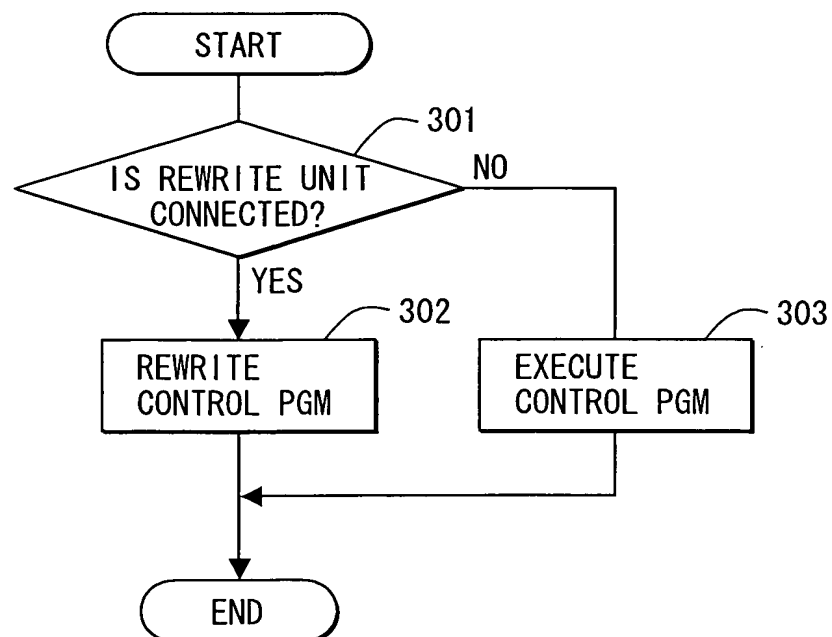 START
301
IS REWRITE UNIT
CONNECTED?
NO
YES
302
REWRITE
CONTROL PGM
303
EXECUTE
CONTROL PGM
END